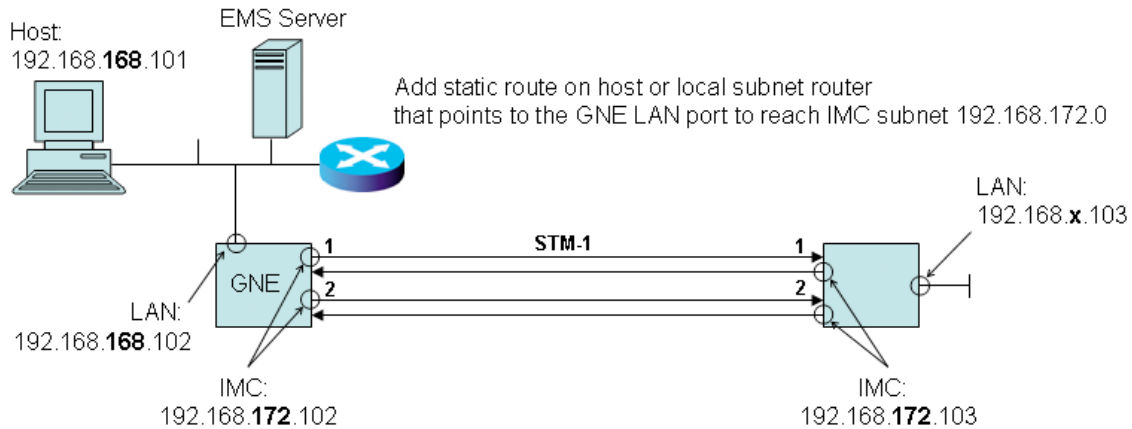 EMS Server
Host:
192.168.168.101
Add static route on host or local subnet router
that points to the GNE LAN port to reach IMC subnet 192.168.172.0
LAN:
192.168.x.103
1
STM-1
1
GNE
2
2
LAN:
192.168.168.102
IMC:
192.168.172.102
IMC:
192.168.172.103